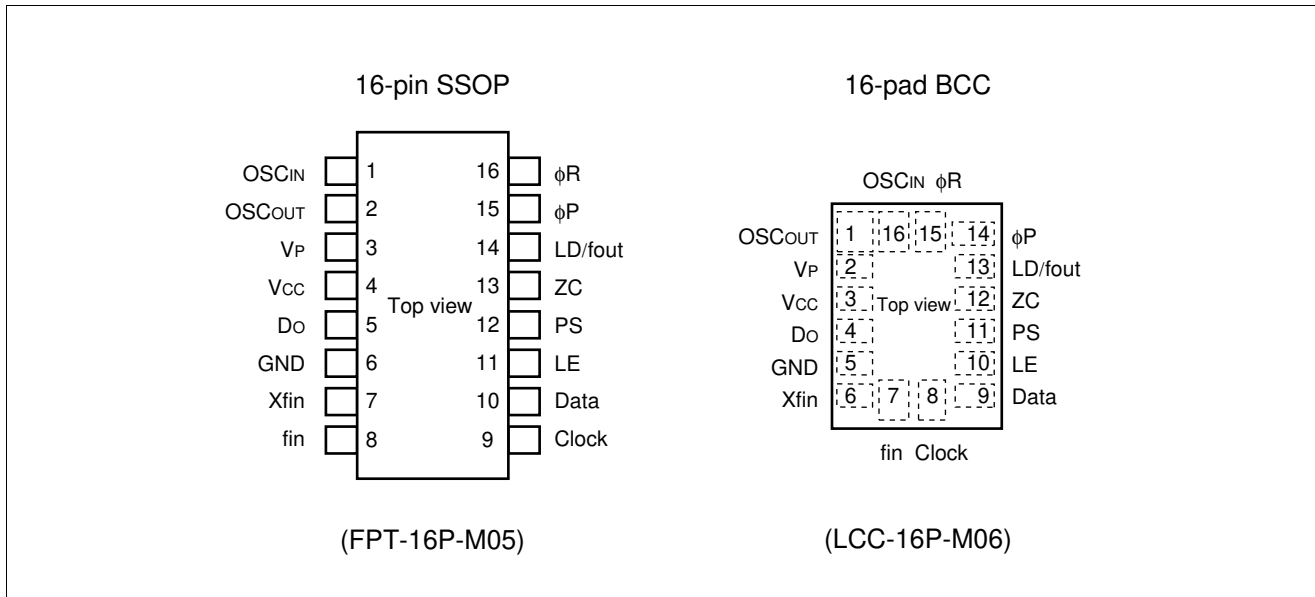 16-pin SSOP
OSCIN 1 16 φR
OSCOUT 2 15 φP
VP 3 14 LD/fout
VCC 4 13 ZC
Top view
DO 5 12 PS
GND 6 11 LE
Xfin 7 10 Data
fin 8 9 Clock
(FPT-16P-M05)
16-pad BCC
OSCIN φR
OSCOUT 1 16 15 14 φP
VP 2 13 LD/fout
VCC 3 Top view 12 ZC
DO 4 11 PS
GND 5 10 LE
Xfin 6 7 8 9 Data
fin Clock
(LCC-16P-M06)